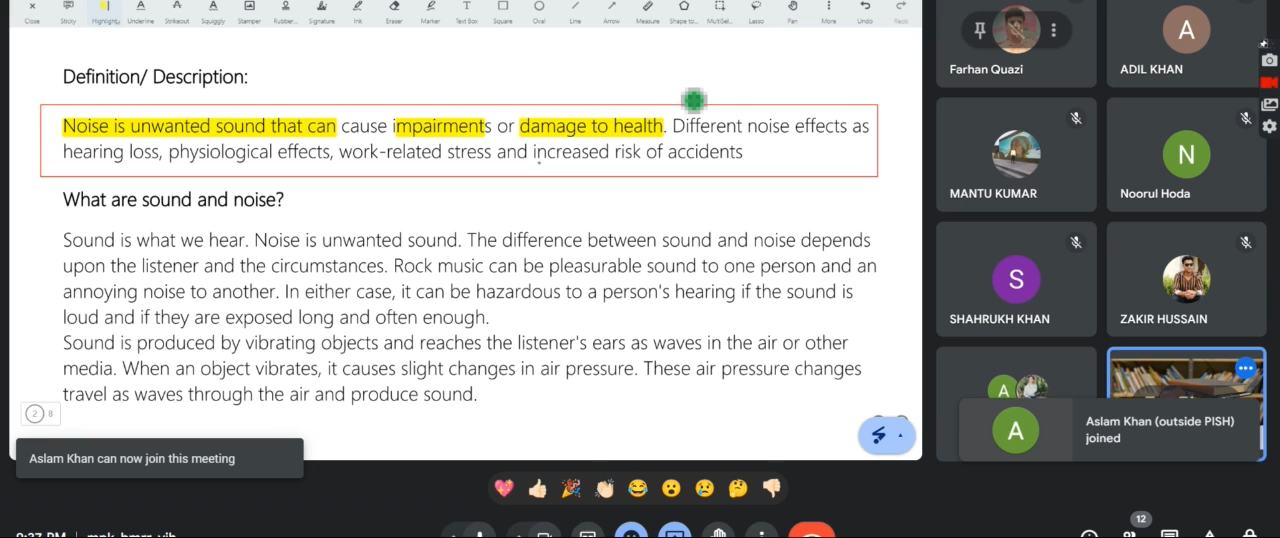 Close Sticky Highlight Underline Strikeout Squiggly Stamper Rubber... Signature Ink Eraser Marker Text Box Square Oval Line Arrow Measure Shape to... MultiSel... Lasso Pan More Undo Redo
Definition/ Description:
Noise is unwanted sound that can cause impairments or damage to health. Different noise effects as
hearing loss, physiological effects, work-related stress and increased risk of accidents
What are sound and noise?
Sound is what we hear. Noise is unwanted sound. The difference between sound and noise depends
upon the listener and the circumstances. Rock music can be pleasurable sound to one person and an
annoying noise to another. In either case, it can be hazardous to a person's hearing if the sound is
loud and if they are exposed long and often enough.
Sound is produced by vibrating objects and reaches the listener's ears as waves in the air or other
media. When an object vibrates, it causes slight changes in air pressure. These air pressure changes
travel as waves through the air and produce sound.
2 8
Aslam Khan can now join this meeting
Farhan Quazi
A
ADIL KHAN
MANTU KUMAR
N
Noorul Hoda
S
SHAHRUKH KHAN
ZAKIR HUSSAIN
A
A
Aslam Khan (outside PISH)
joined
12